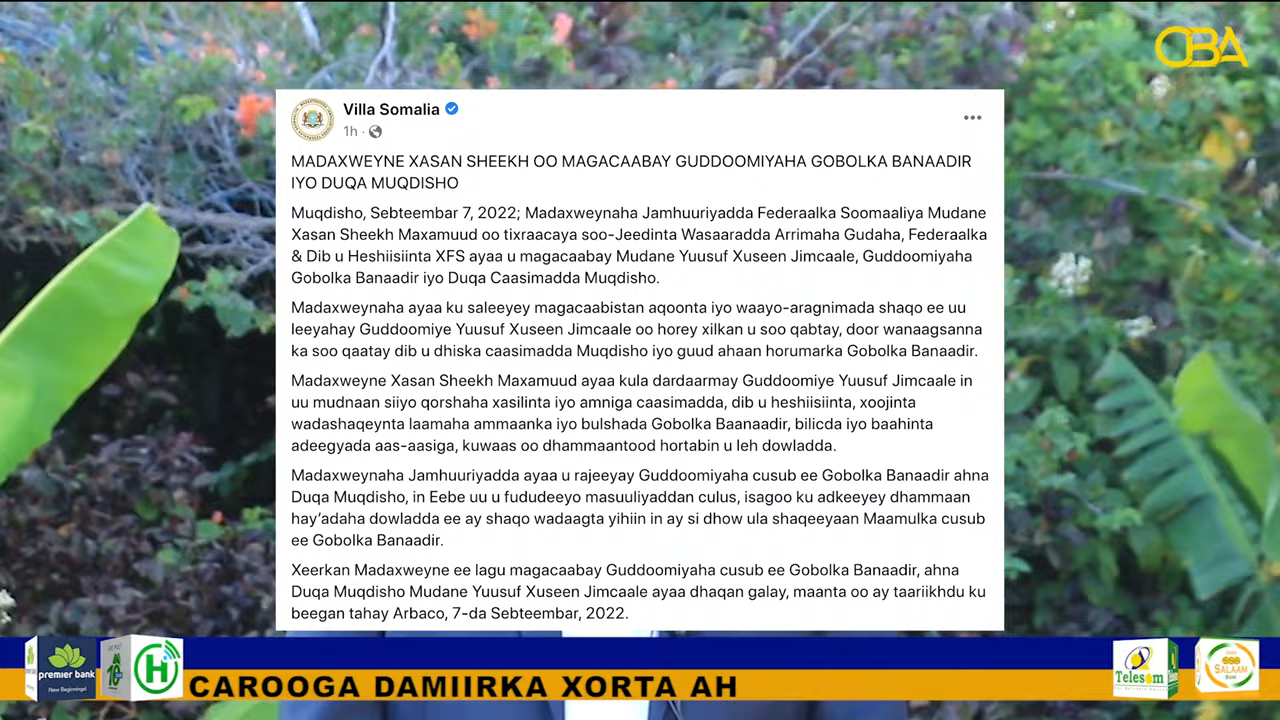 OBA
Villa Somalia
1h ·
MADAXWEYNE XASAN SHEEKH OO MAGACAABAY GUDDOOMIYAHA GOBOLKA BANAADIR
IYO DUQA MUQDISHO
Muqdisho, Sebteembar 7, 2022; Madaxweynaha Jamhuuriyadda Federaalka Soomaaliya Mudane
Xasan Sheekh Maxamuud oo tixraacaya soo-Jeedinta Wasaaradda Arrimaha Gudaha, Federaalka
& Dib u Heshiisiinta XFS ayaa u magacaabay Mudane Yuusuf Xuseen Jimcaale, Guddoomiyaha
Gobolka Banaadir iyo Duqa Caasimadda Muqdisho.
Madaxweynaha ayaa ku saleeyey magacaabistan aqoonta iyo waayo-aragnimada shaqo ee uu
leeyahay Guddoomiye Yuusuf Xuseen Jimcaale oo horey xilkan u soo qabtay, door wanaagsanna
ka soo qaatay dib u dhiska caasimadda Muqdisho iyo guud ahaan horumarka Gobolka Banaadir.
Madaxweyne Xasan Sheekh Maxamuud ayaa kula dardaarmay Guddoomiye Yuusuf Jimcaale in
uu mudnaan siiyo qorshaha xasilinta iyo amniga caasimadda, dib u heshiisiinta, xoojinta
wadashaqeynta laamaha ammaanka iyo bulshada Gobolka Baanaadir, bilicda iyo baahinta
adeegyada aas-aasiga, kuwaas oo dhammaantood hortabin u leh dowladda.
Madaxweynaha Jamhuuriyadda ayaa u rajeeyay Guddoomiyaha cusub ee Gobolka Banaadir ahna
Duqa Muqdisho, in Eebe uu u fududeeyo masuuliyaddan culus, isagoo ku adkeeyey dhammaan
hay'adaha dowladda ee ay shaqo wadaagta yihiin in ay si dhow ula shaqeeyaan Maamulka cusub
ee Gobolka Banaadir.
Xeerkan Madaxweyne ee lagu magacaabay Guddoomiyaha cusub ee Gobolka Banaadir, ahna
Duqa Muqdisho Mudane Yuusuf Xuseen Jimcaale ayaa dhaqan galay, maanta oo ay taariikhdu ku
beegan tahay Arbaco, 7-da Sebteembar, 2022.
premier bank
New Beginnings!
H
CAROOGA DAMIIRKA XORTA AH
Telesom
SALAAM
BANK